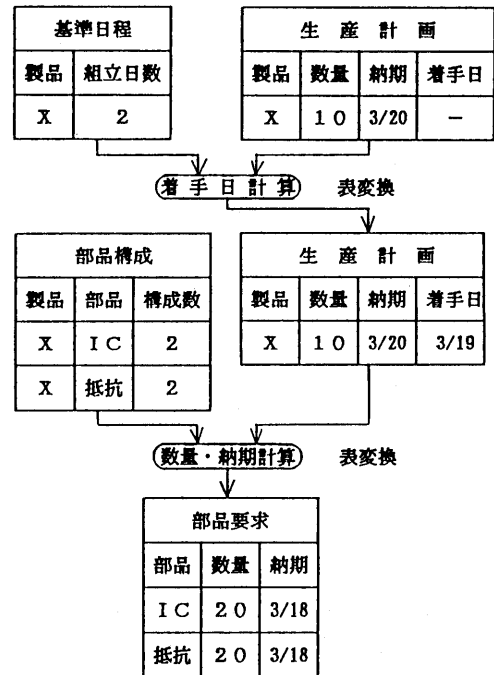 基準日程
製品 組立日数
X 2
生産計画
製品 数量 納期 着手日
X 10 3/20 －
着手日計算 表変換
部品構成
製品 部品 構成数
X IC 2
X 抵抗 2
生産計画
製品 数量 納期 着手日
X 10 3/20 3/19
数量・納期計算 表変換
部品要求
部品 数量 納期
IC 20 3/18
抵抗 20 3/18